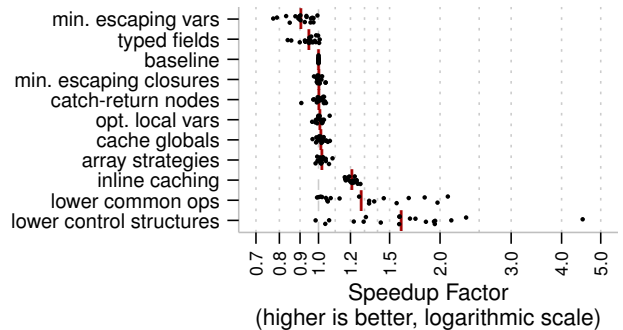 min. escaping vars
typed fields
baseline
min. escaping closures
catch-return nodes
opt. local vars
cache globals
array strategies
inline caching
lower common ops
lower control structures
0.7 0.8 0.9 1.0 1.2 1.5 2.0 3.0 4.0 5.0
Speedup Factor
(higher is better, logarithmic scale)